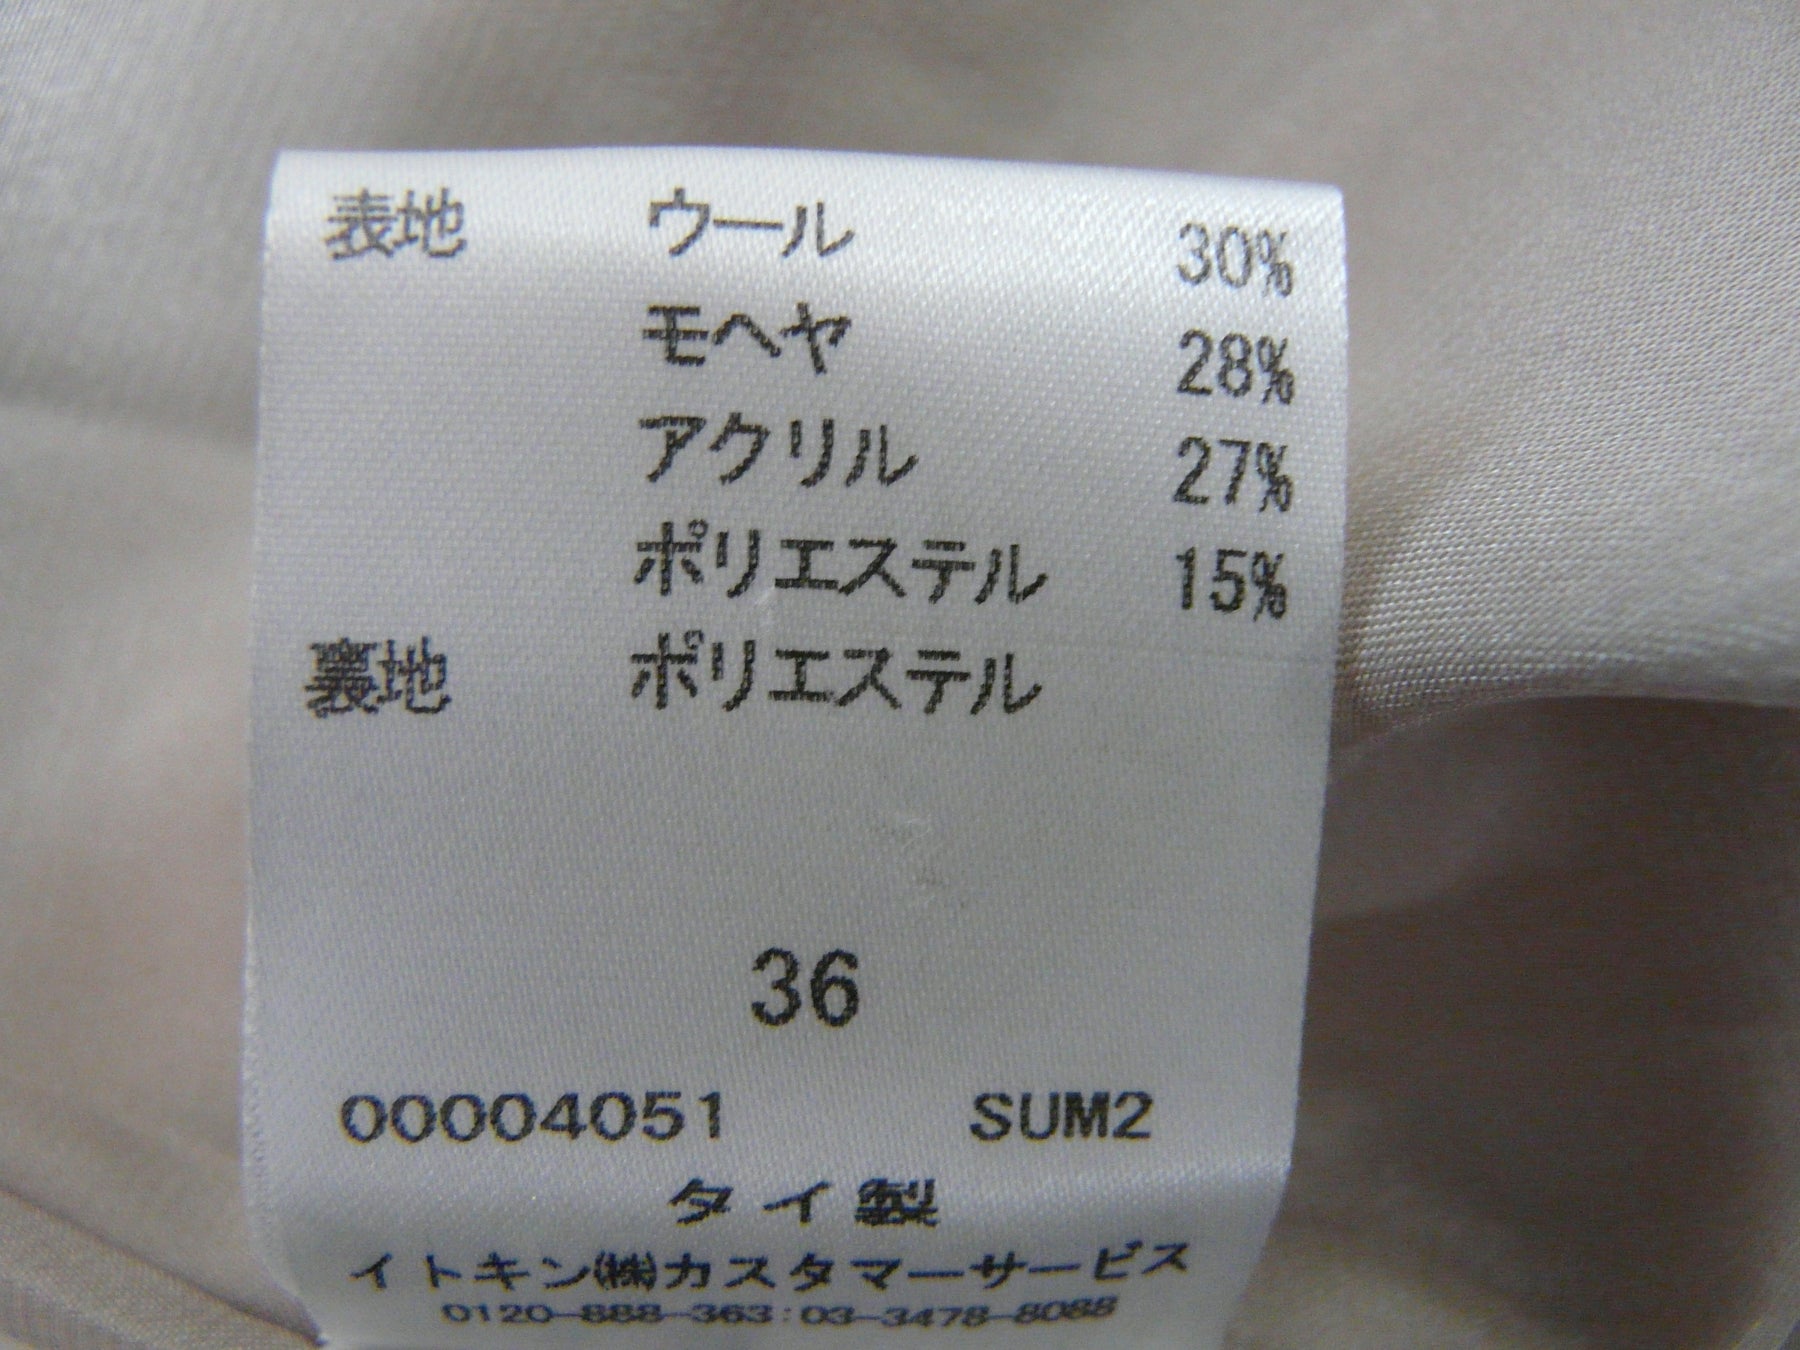 表地 ウール 30%
モヘヤ 28%
アクリル 27%
ポリエステル 15%
裏地 ポリエステル
36
00004051 SUM2
タイ製
イトキン㈱カスタマーサービス
0120-888-363:03-3478-8088